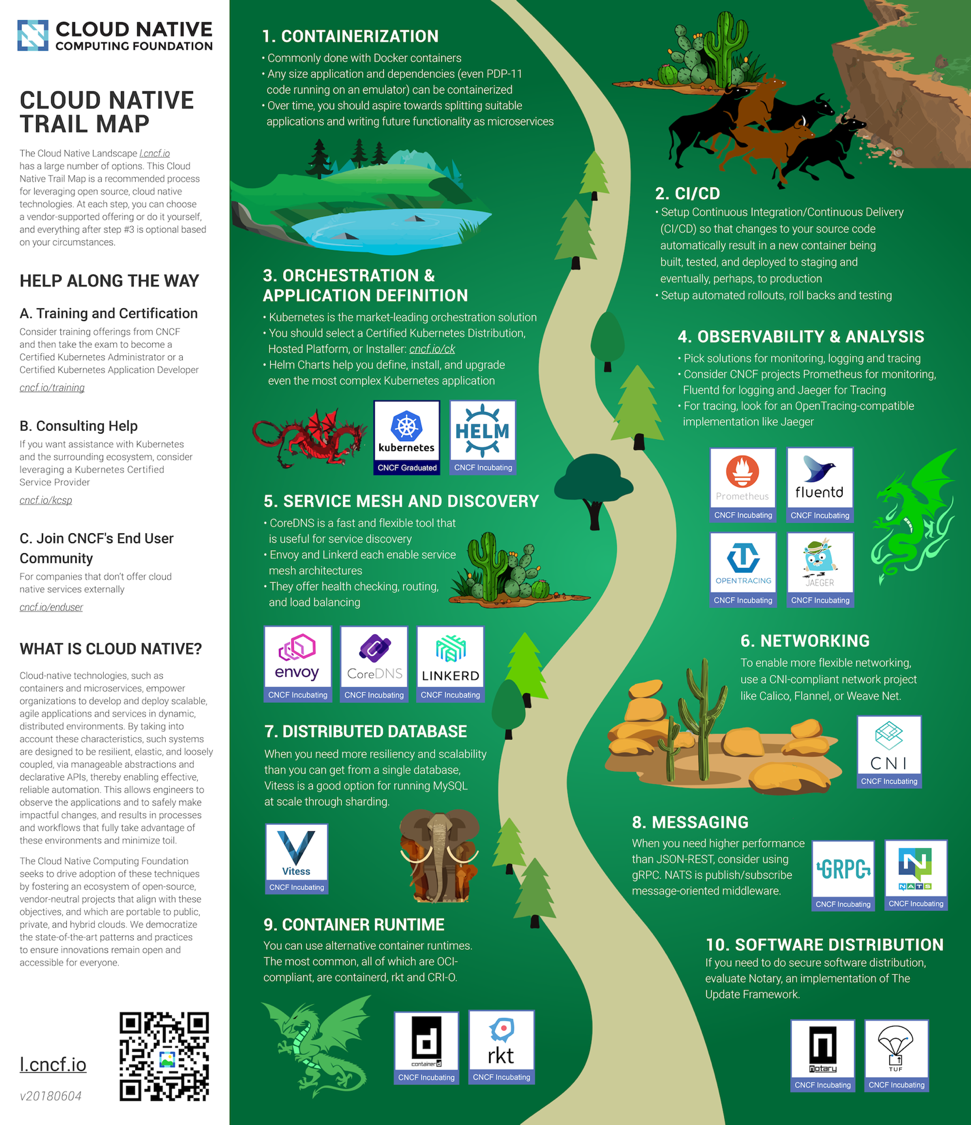 CLOUD NATIVE
COMPUTING FOUNDATION
CLOUD NATIVE
TRAIL MAP
The Cloud Native Landscape l.cncf.io
has a large number of options. This Cloud
Native Trail Map is a recommended process
for leveraging open source, cloud native
technologies. At each step, you can choose
a vendor-supported offering or do it yourself,
and everything after step #3 is optional based
on your circumstances.
HELP ALONG THE WAY
A. Training and Certification
Consider training offerings from CNCF
and then take the exam to become a
Certified Kubernetes Administrator or a
Certified Kubernetes Application Developer
cncf.io/training
B. Consulting Help
If you want assistance with Kubernetes
and the surrounding ecosystem, consider
leveraging a Kubernetes Certified
Service Provider
cncf.io/kcsp
C. Join CNCF's End User
Community
For companies that don't offer cloud
native services externally
cncf.io/enduser
WHAT IS CLOUD NATIVE?
Cloud-native technologies, such as
containers and microservices, empower
organizations to develop and deploy scalable,
agile applications and services in dynamic,
distributed environments. By taking into
account these characteristics, such systems
are designed to be resilient, elastic, and loosely
coupled, via manageable abstractions and
declarative APIs, thereby enabling effective,
reliable automation. This allows engineers to
observe the applications and to safely make
impactful changes, and results in processes
and workflows that fully take advantage of
these environments and minimize toil.
The Cloud Native Computing Foundation
seeks to drive adoption of these techniques
by fostering an ecosystem of open-source,
vendor-neutral projects that align with these
objectives, and which are portable to public,
private, and hybrid clouds. We democratize
the state-of-the-art patterns and practices
to ensure innovations remain open and
accessible for everyone.
l.cncf.io
v20180604
1. CONTAINERIZATION
• Commonly done with Docker containers
• Any size application and dependencies (even PDP-11
code running on an emulator) can be containerized
• Over time, you should aspire towards splitting suitable
applications and writing future functionality as microservices
2. CI/CD
• Setup Continuous Integration/Continuous Delivery
(CI/CD) so that changes to your source code
automatically result in a new container being
built, tested, and deployed to staging and
eventually, perhaps, to production
• Setup automated rollouts, roll backs and testing
3. ORCHESTRATION &
APPLICATION DEFINITION
• Kubernetes is the market-leading orchestration solution
• You should select a Certified Kubernetes Distribution,
Hosted Platform, or Installer: cncf.io/ck
• Helm Charts help you define, install, and upgrade
even the most complex Kubernetes application
kubernetes
CNCF Graduated
HELM
CNCF Incubating
4. OBSERVABILITY & ANALYSIS
• Pick solutions for monitoring, logging and tracing
• Consider CNCF projects Prometheus for monitoring,
Fluentd for logging and Jaeger for Tracing
• For tracing, look for an OpenTracing-compatible
implementation like Jaeger
Prometheus
CNCF Incubating
fluentd
CNCF Incubating
OPENTRACING
CNCF Incubating
JAEGER
CNCF Incubating
5. SERVICE MESH AND DISCOVERY
• CoreDNS is a fast and flexible tool that
is useful for service discovery
• Envoy and Linkerd each enable service
mesh architectures
• They offer health checking, routing,
and load balancing
envoy
CNCF Incubating
CoreDNS
CNCF Incubating
LINKERD
CNCF Incubating
6. NETWORKING
To enable more flexible networking,
use a CNI-compliant network project
like Calico, Flannel, or Weave Net.
CNI
CNCF Incubating
7. DISTRIBUTED DATABASE
When you need more resiliency and scalability
than you can get from a single database,
Vitess is a good option for running MySQL
at scale through sharding.
Vitess
CNCF Incubating
8. MESSAGING
When you need higher performance
than JSON-REST, consider using
gRPC. NATS is publish/subscribe
message-oriented middleware.
GRPC
CNCF Incubating
N
NATS
CNCF Incubating
9. CONTAINER RUNTIME
You can use alternative container runtimes.
The most common, all of which are OCI-
compliant, are containerd, rkt and CRI-O.
d
containerd
CNCF Incubating
rkt
CNCF Incubating
10. SOFTWARE DISTRIBUTION
If you need to do secure software distribution,
evaluate Notary, an implementation of The
Update Framework.
n
notary
CNCF Incubating
TUF
CNCF Incubating